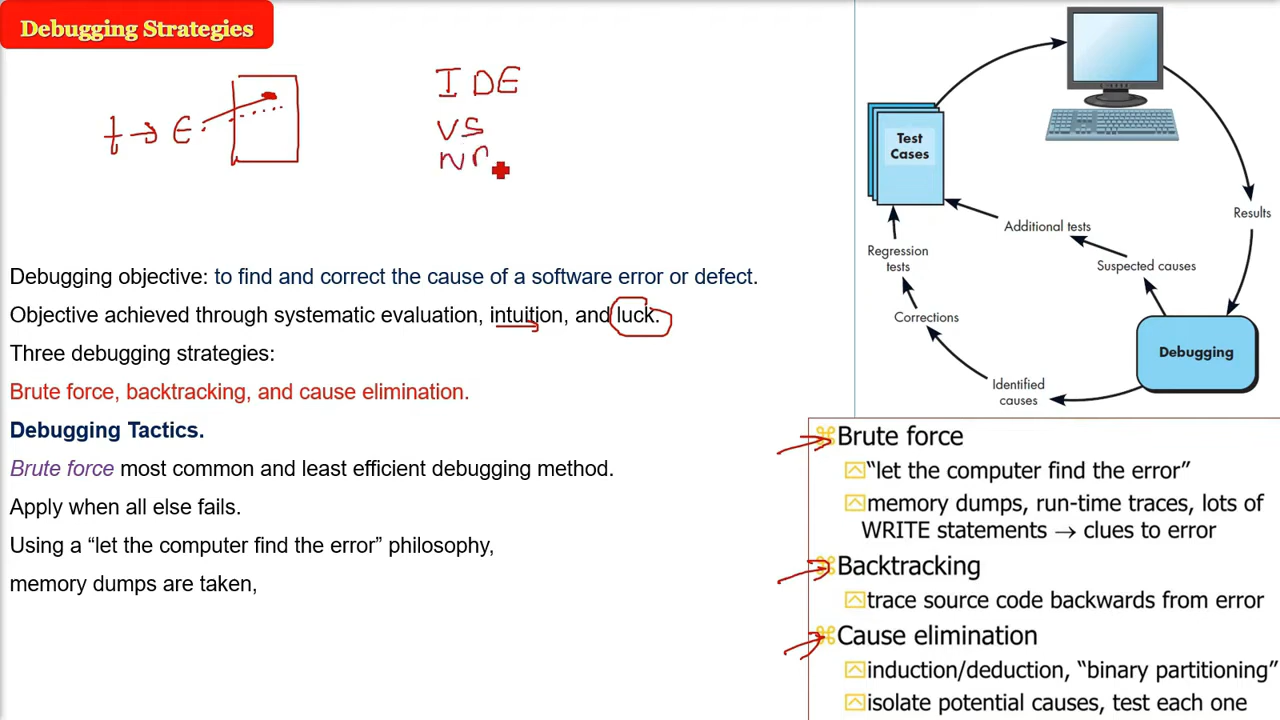 Debugging Strategies
t → E
IDE
VS
Debugging objective: to find and correct the cause of a software error or defect.
Objective achieved through systematic evaluation, intuition, and luck.
Three debugging strategies:
Brute force, backtracking, and cause elimination.
Debugging Tactics.
Brute force most common and least efficient debugging method.
Apply when all else fails.
Using a “let the computer find the error” philosophy,
memory dumps are taken,
Test
Cases
Results
Additional tests
Suspected causes
Regression
tests
Corrections
Debugging
Identified
causes
Brute force
“let the computer find the error”
memory dumps, run-time traces, lots of
WRITE statements → clues to error
Backtracking
trace source code backwards from error
Cause elimination
induction/deduction, “binary partitioning”
isolate potential causes, test each one